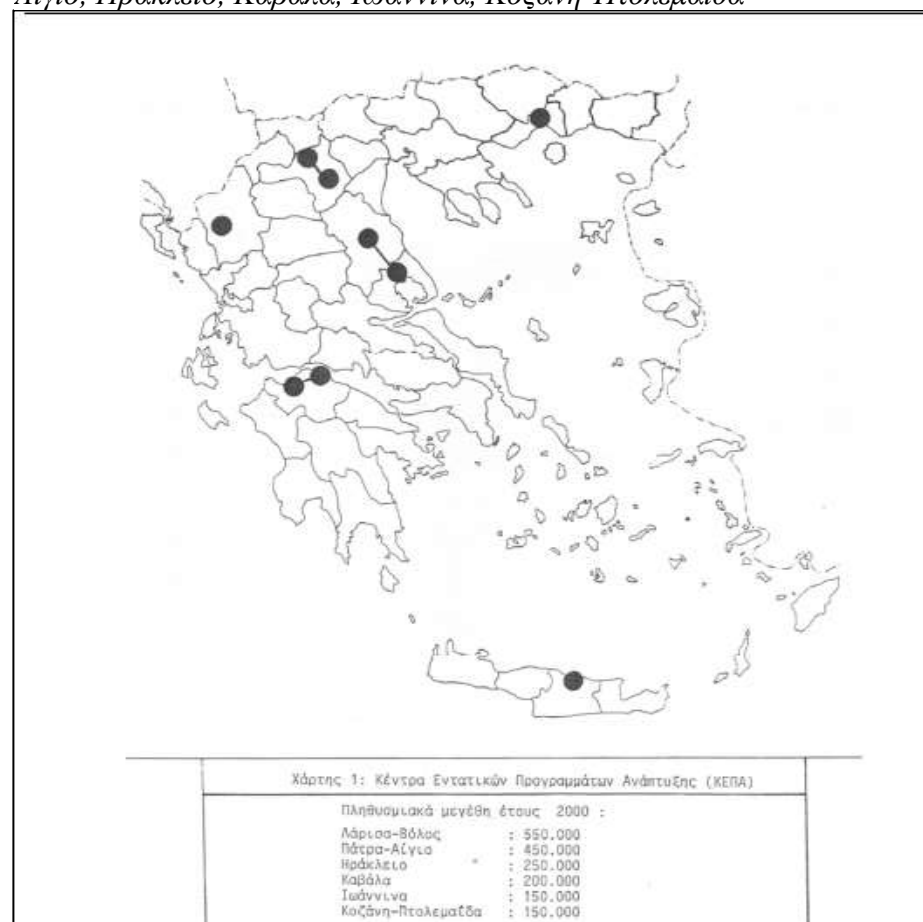 Αίγιο, Ηράκλειο, Καβάλα, Ιωάννινα, Κοζάνη-Πτολεμαΐδα
Χάρτης 1: Κέντρα Εντατικών Προγραμμάτων Ανάπτυξης (ΚΕΠΑ)
Πληθυσμιακά μεγέθη έτους 2000 :
Λάρισα-Βόλος : 550.000
Πάτρα-Αίγιο : 450.000
Ηράκλειο : 250.000
Καβάλα : 200.000
Ιωάννινα : 150.000
Κοζάνη-Πτολεμαΐδα : 150.000